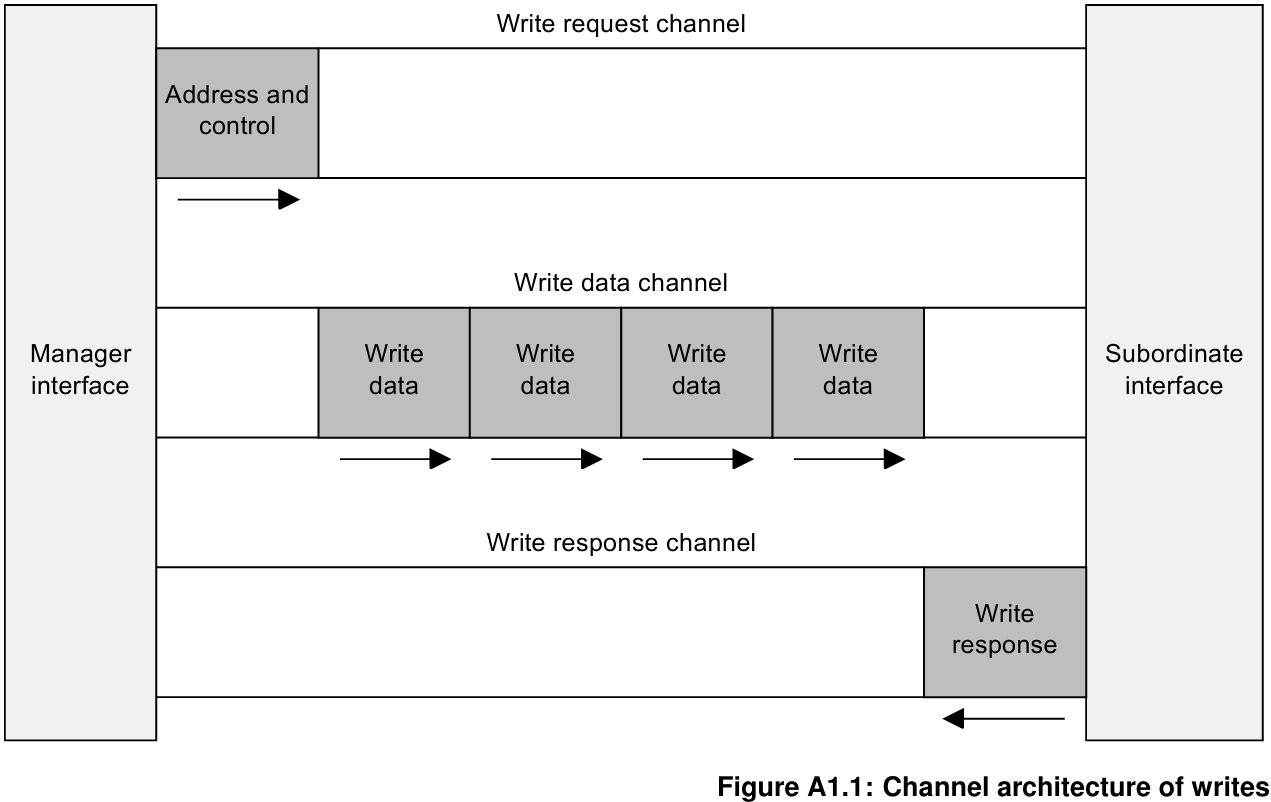 Write request channel
Address and
control
Write data channel
Manager
interface
Write
data
Write
data
Write
data
Write
data
Subordinate
interface
Write response channel
Write
response
Figure A1.1: Channel architecture of writes